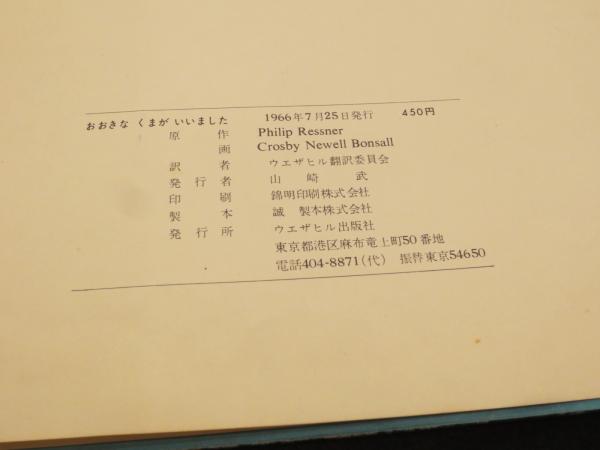 おおきな くまが いいました 1966年7月25日発行 450円
原作 Philip Ressner
画 Crosby Newell Bonsall
訳者 ウエザヒル翻訳委員会
発行者 山崎武
印刷 錦明印刷株式会社
製本 誠製本株式会社
発行所 ウエザヒル出版社
東京都港区麻布竜土町50番地
電話404-8871(代) 振替東京54650